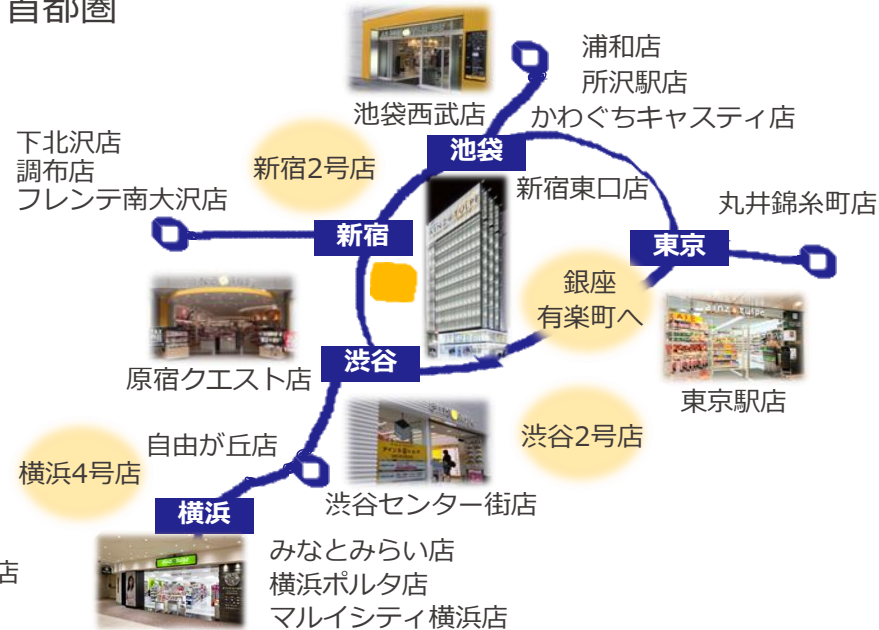 首都圏
浦和店
所沢駅店
かわぐちキャスティ店
池袋西武店
池袋
下北沢店
調布店
フレンテ南大沢店
新宿2号店
新宿東口店
丸井錦糸町店
新宿
東京
銀座
有楽町へ
原宿クエスト店
渋谷
東京駅店
渋谷2号店
自由が丘店
横浜4号店
渋谷センター街店
横浜
みなとみらい店
横浜ポルタ店
マルイシティ横浜店
店